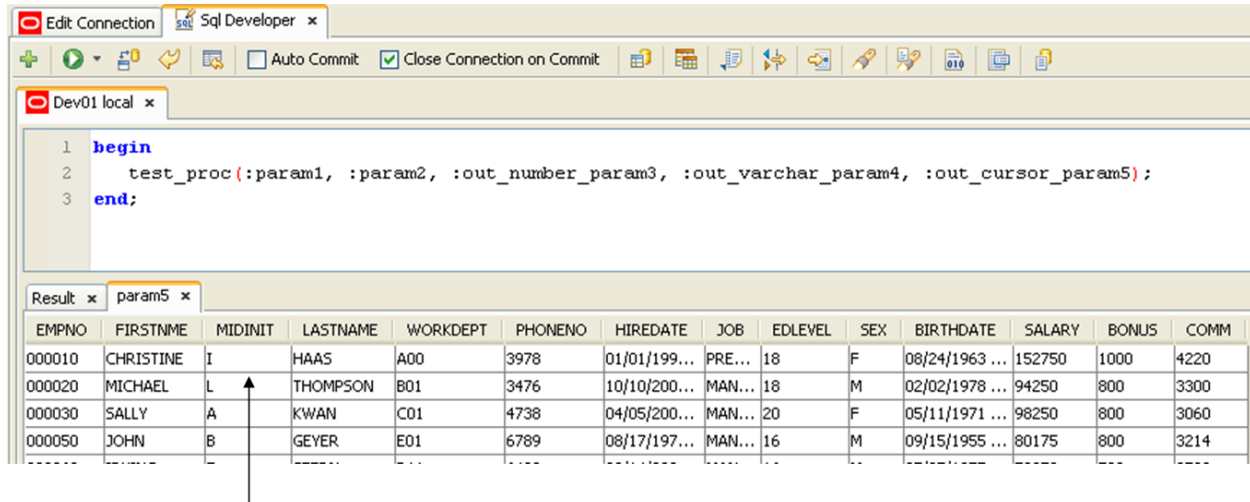 Edit Connection Sql Developer
Auto Commit Close Connection on Commit
Dev01 local
1 begin
2 test_proc(:param1, :param2, :out_number_param3, :out_varchar_param4, :out_cursor_param5);
3 end;
Result param5
EMPNO FIRSTNME MIDINIT LASTNAME WORKDEPT PHONENO HIREDATE JOB EDLEVEL SEX BIRTHDATE SALARY BONUS COMM
000010 CHRISTINE I HAAS A00 3978 01/01/199... PRE... 18 F 08/24/1963 ... 152750 1000 4220
000020 MICHAEL L THOMPSON B01 3476 10/10/200... MAN... 18 M 02/02/1978 ... 94250 800 3300
000030 SALLY A KWAN C01 4738 04/05/200... MAN... 20 F 05/11/1971 ... 98250 800 3060
000050 JOHN B GEYER E01 6789 08/17/197... MAN... 16 M 09/15/1955 ... 80175 800 3214